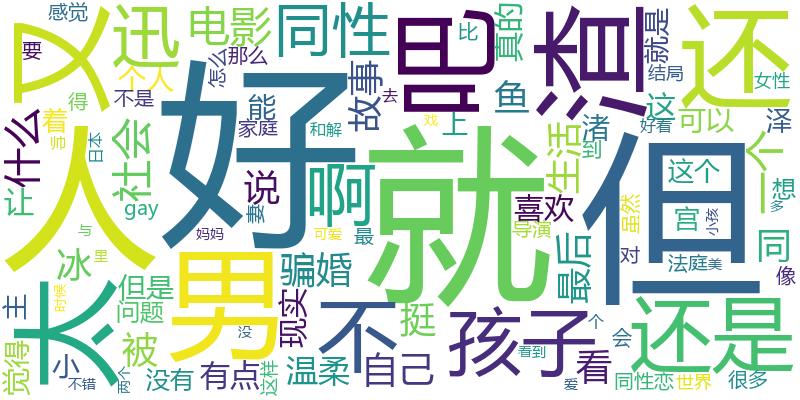 感觉
要
又
迅
电影
同性
吧
比
真的
渣
就是
结局
还
女性
个人
那么
怎么
不是
得
着
能
故事
去
鱼
这
可以
泽
什么
帅
日本
社会
家庭
和解
戏
上
渚
生活
到
好看
一个
让
人
gay
好
妻
说
啊
就
喜欢
但
这个
想
多
宫
小孩
虽然
与
里
冰
妈妈
可爱
最
导演
最后
对
法庭
美
同
像
主
但是
问题
太
时候
男
没
骗婚
现实
不
挺
孩子
个
会
还是
觉得
小
不错
被
两个
没有
有点
这样
温柔
自己
看到
看
爱
同性恋
世界
很多